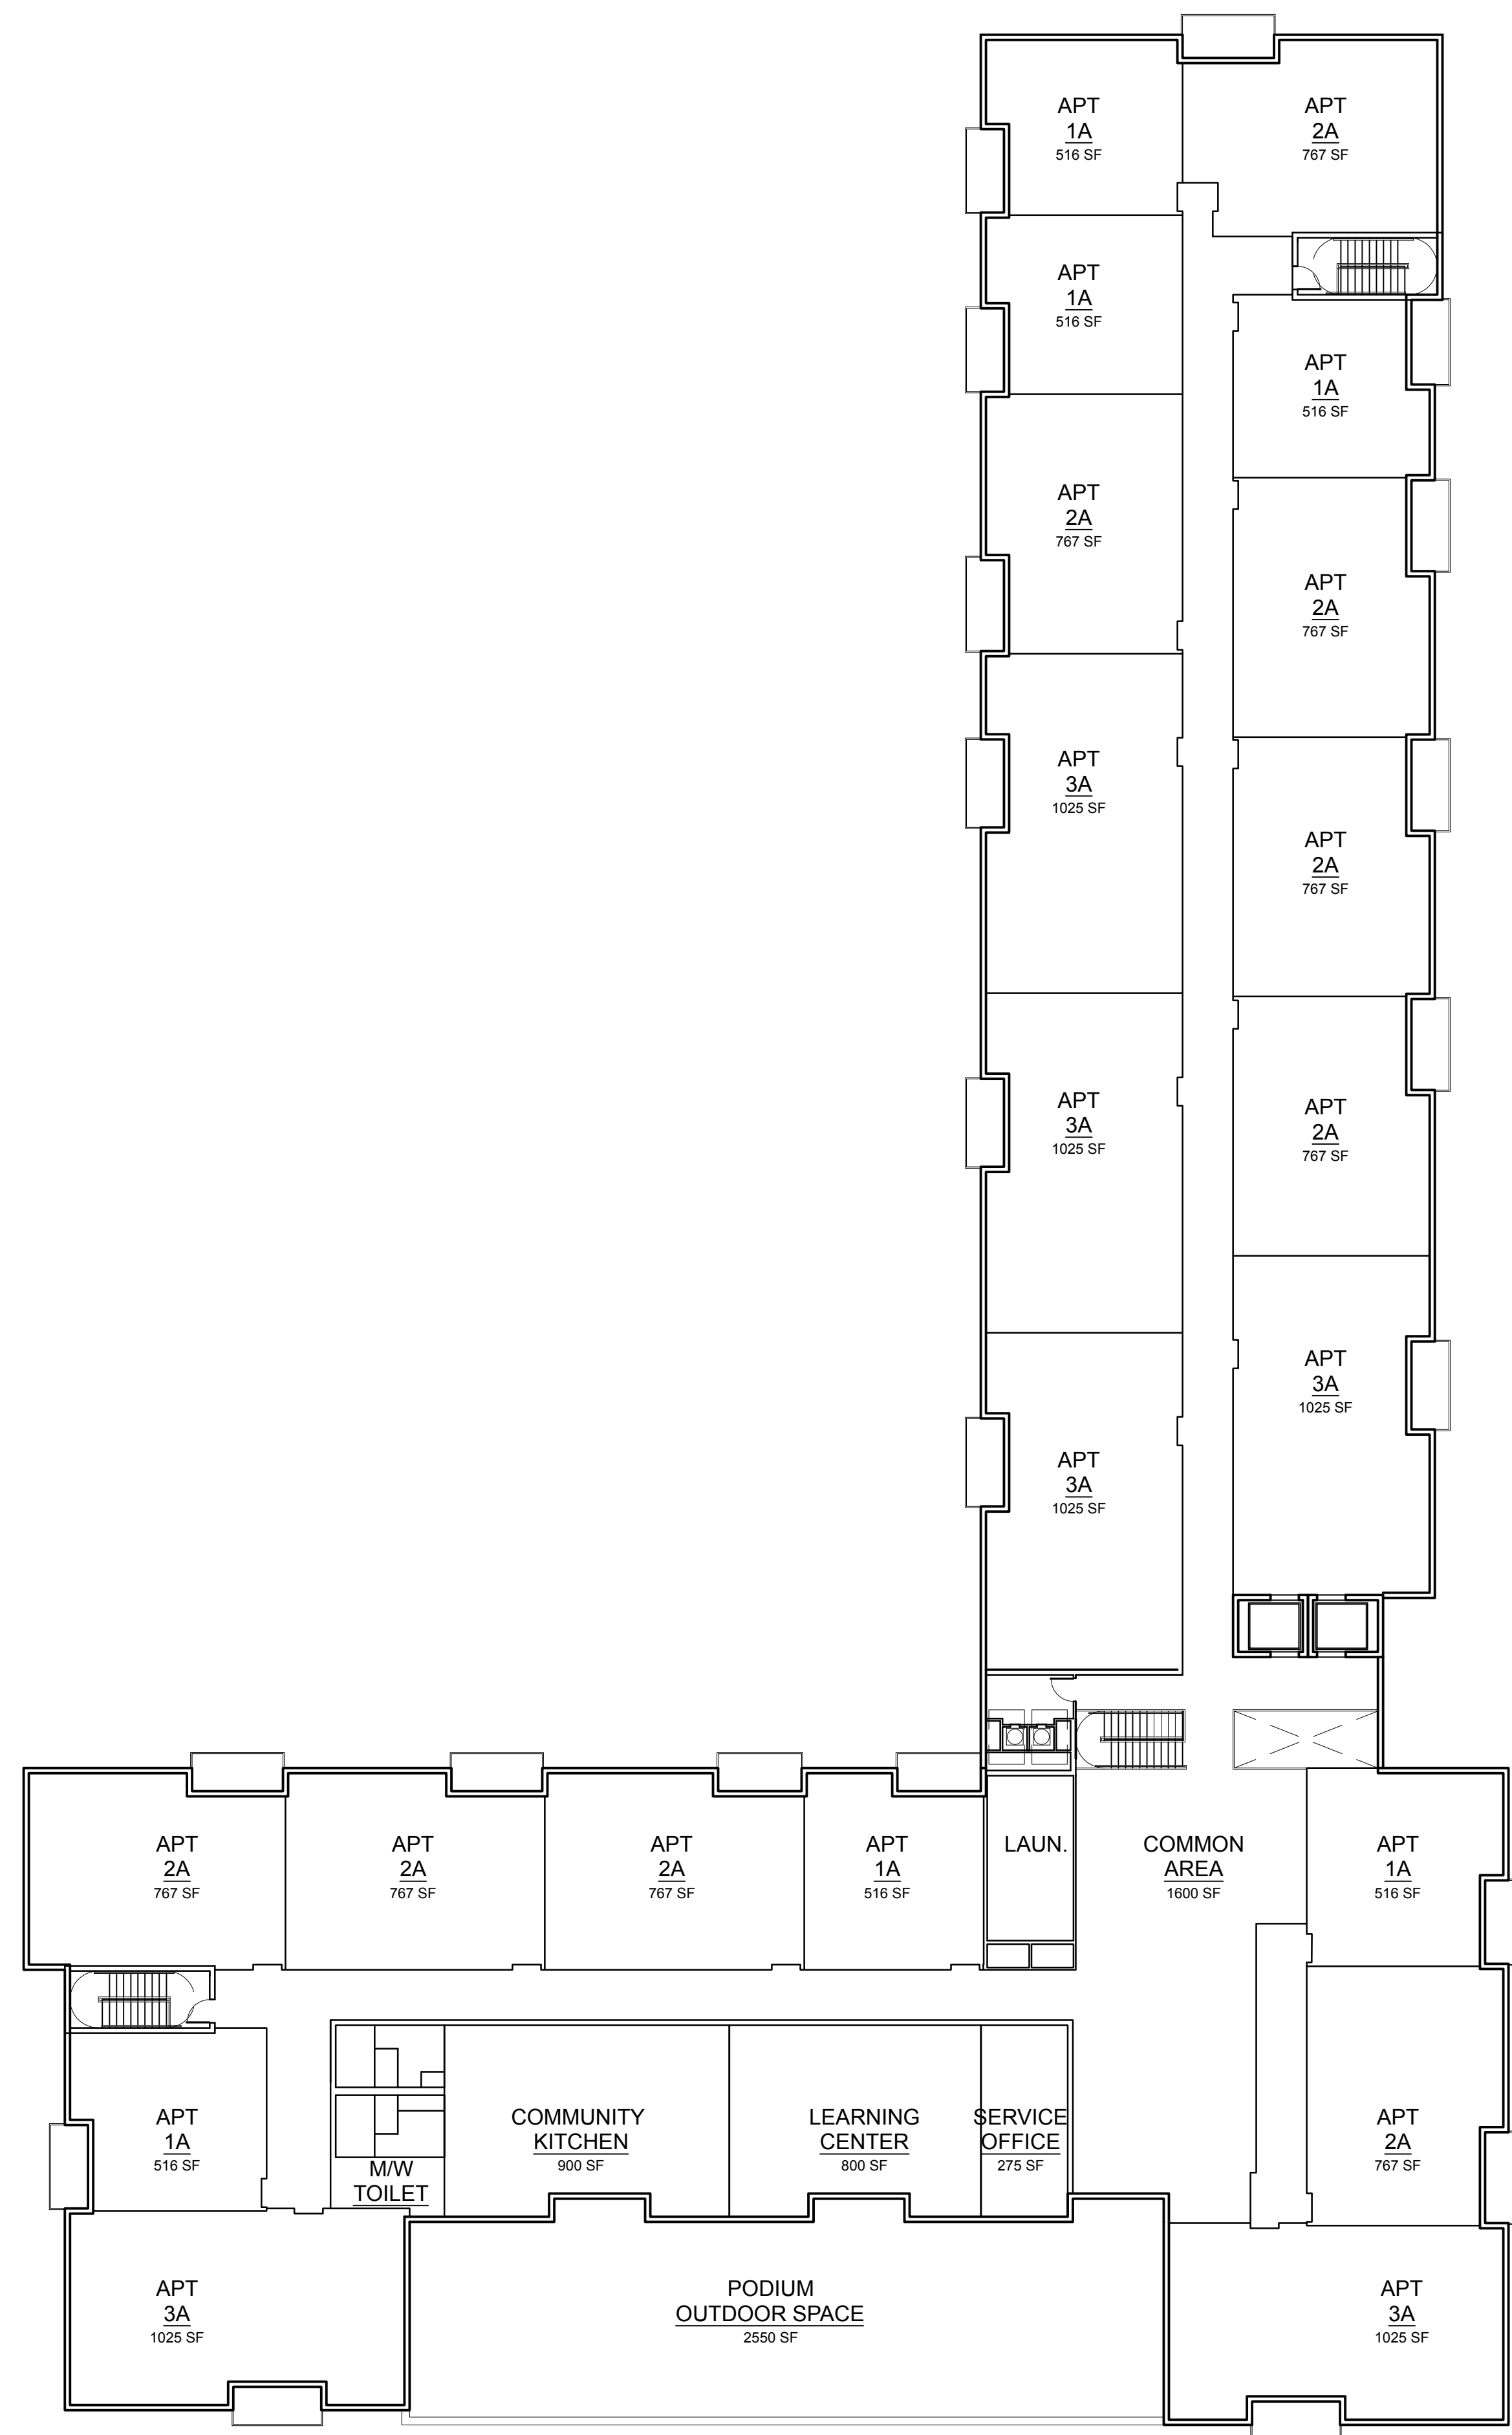 APT
1A
516 SF
APT
2A
767 SF
APT
1A
516 SF
APT
1A
516 SF
APT
2A
767 SF
APT
2A
767 SF
APT
3A
1025 SF
APT
2A
767 SF
APT
3A
1025 SF
APT
2A
767 SF
APT
3A
1025 SF
APT
3A
1025 SF
APT
2A
767 SF
APT
2A
767 SF
APT
2A
767 SF
APT
1A
516 SF
LAUN.
COMMON
AREA
1600 SF
APT
1A
516 SF
APT
1A
516 SF
M/W
TOILET
COMMUNITY
KITCHEN
900 SF
LEARNING
CENTER
800 SF
SERVICE
OFFICE
275 SF
APT
2A
767 SF
APT
3A
1025 SF
PODIUM
OUTDOOR SPACE
2550 SF
APT
3A
1025 SF